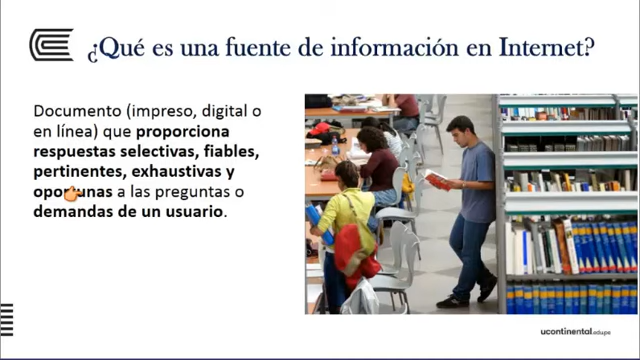 ¿Qué es una fuente de información en Internet?
Documento (impreso, digital o
en línea) que proporciona
respuestas selectivas, fiables,
pertinentes, exhaustivas y
oportunas a las preguntas o
demandas de un usuario.
ucontinental.edu.pe